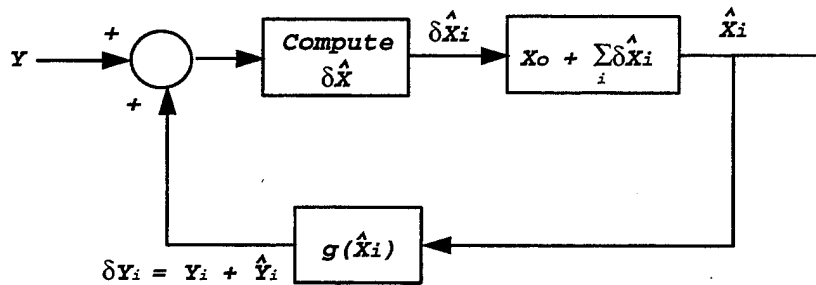 +
Y
+
Compute
δX̂
δX̂i
Xo + ∑i δX̂i
X̂i
g(X̂i)
δYi = Yi + Ŷi